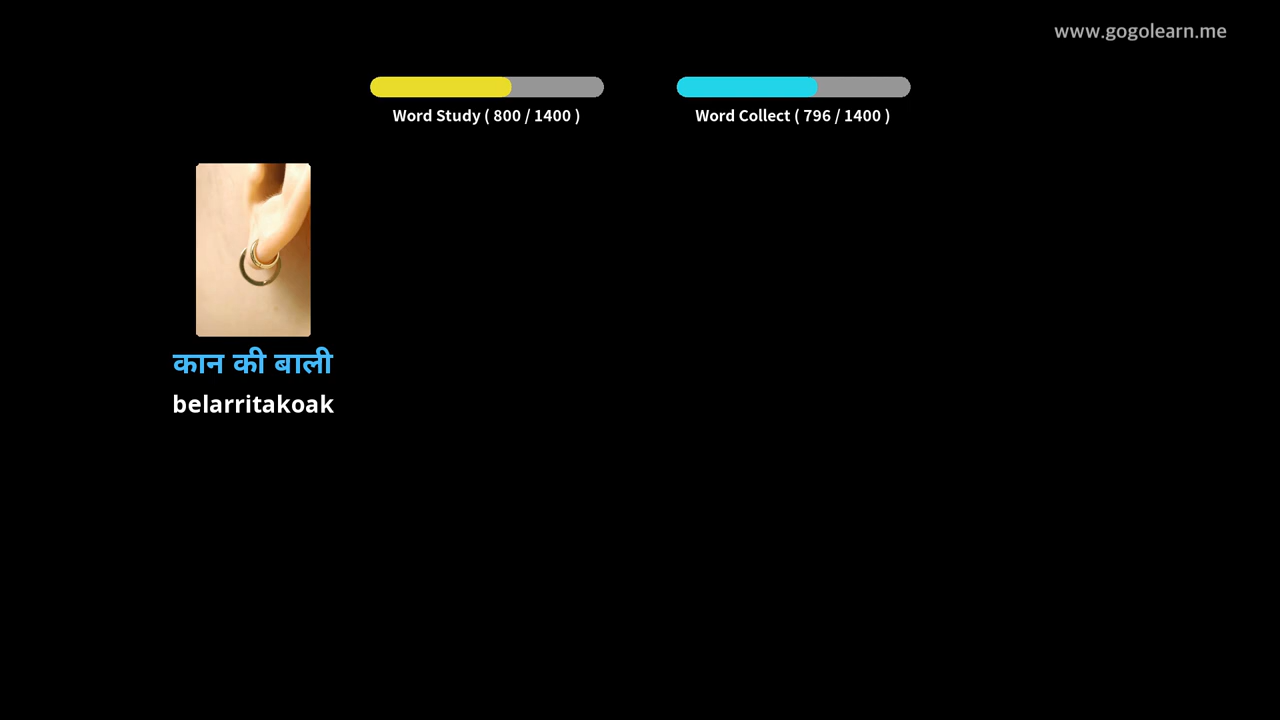 www.gogolearn.me
Word Study ( 800 / 1400 )
Word Collect ( 796 / 1400 )
कान की बाली
belarritakoak